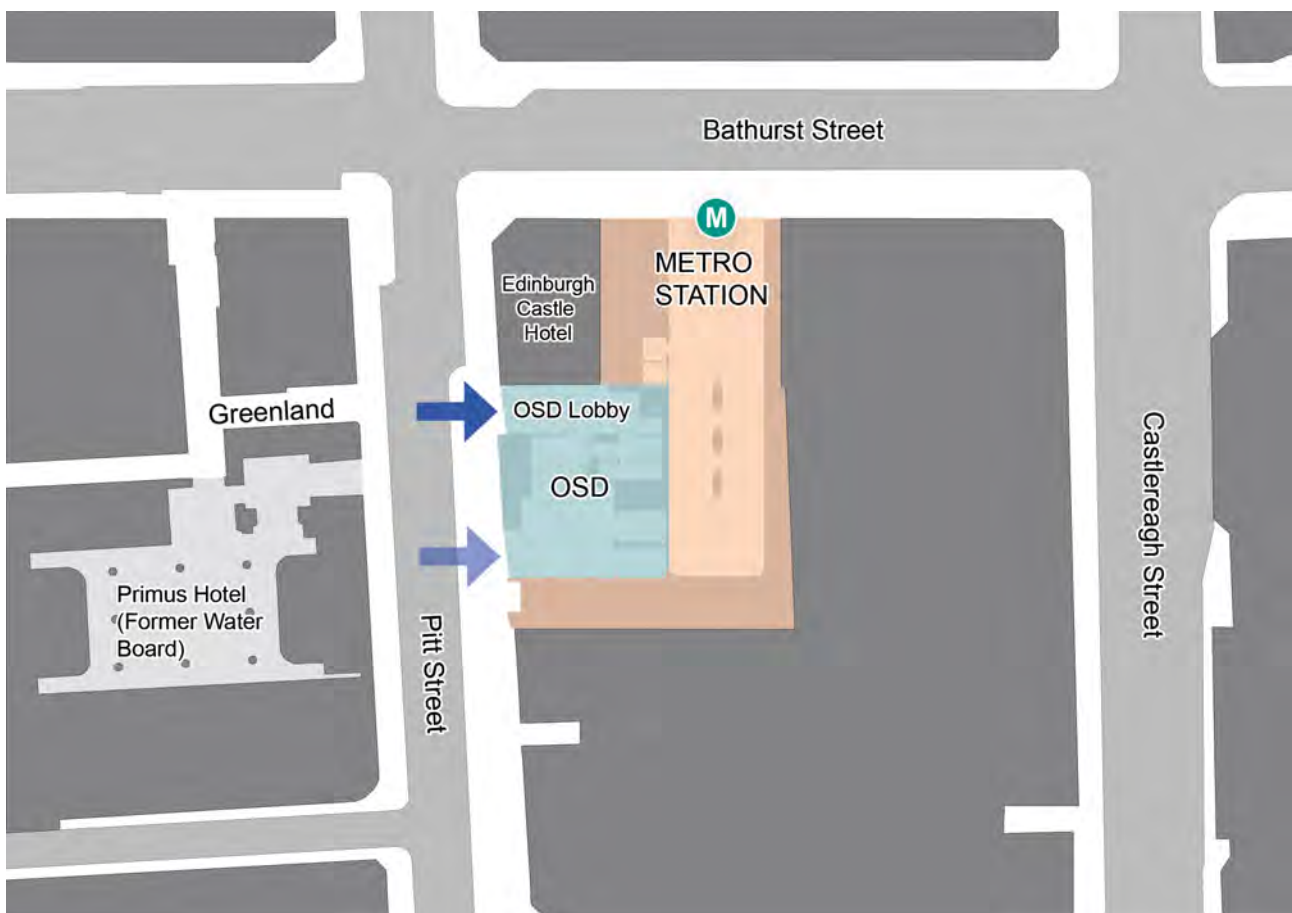 Bathurst Street
M
METRO
STATION
Edinburgh
Castle
Hotel
Greenland
OSD Lobby
OSD
Castlereagh Street
Primus Hotel
(Former Water
Board)
Pitt Street